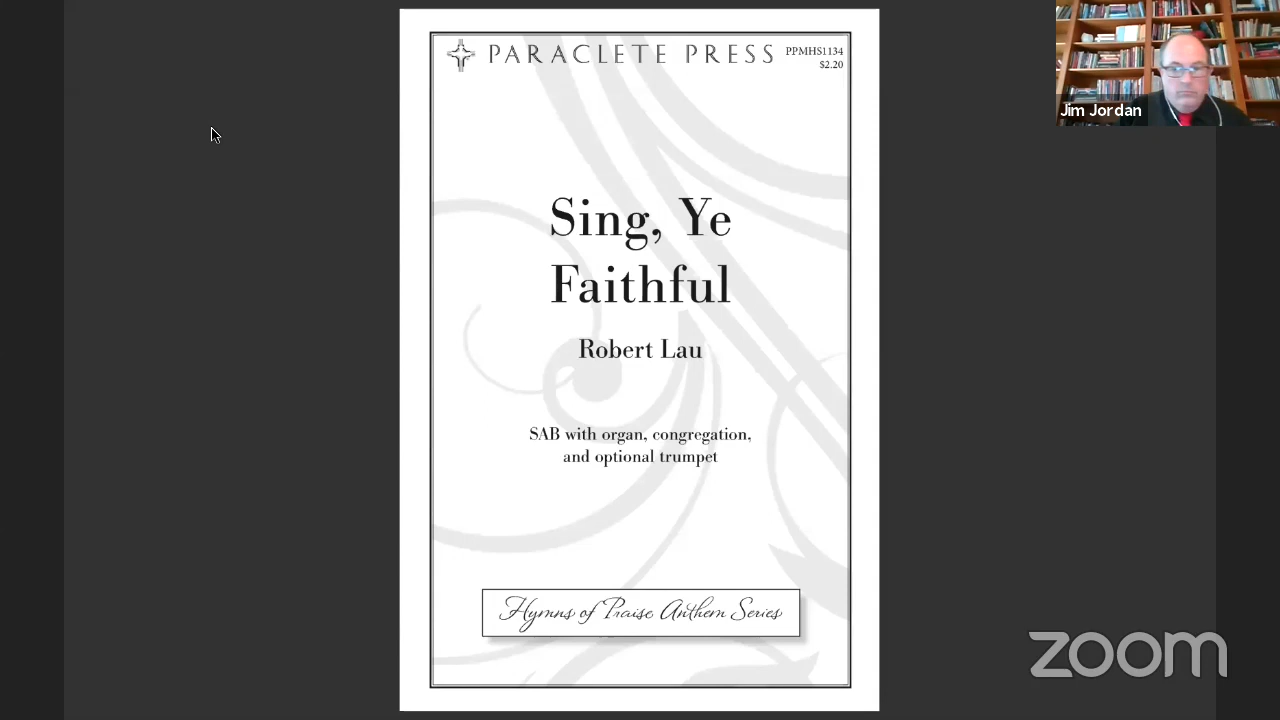 PARACLETE PRESS
PPMHS1134
$2.20
Jim Jordan
Sing, Ye
Faithful
Robert Lau
SAB with organ, congregation,
and optional trumpet
Hymns of Praise Anthem Series
zoom